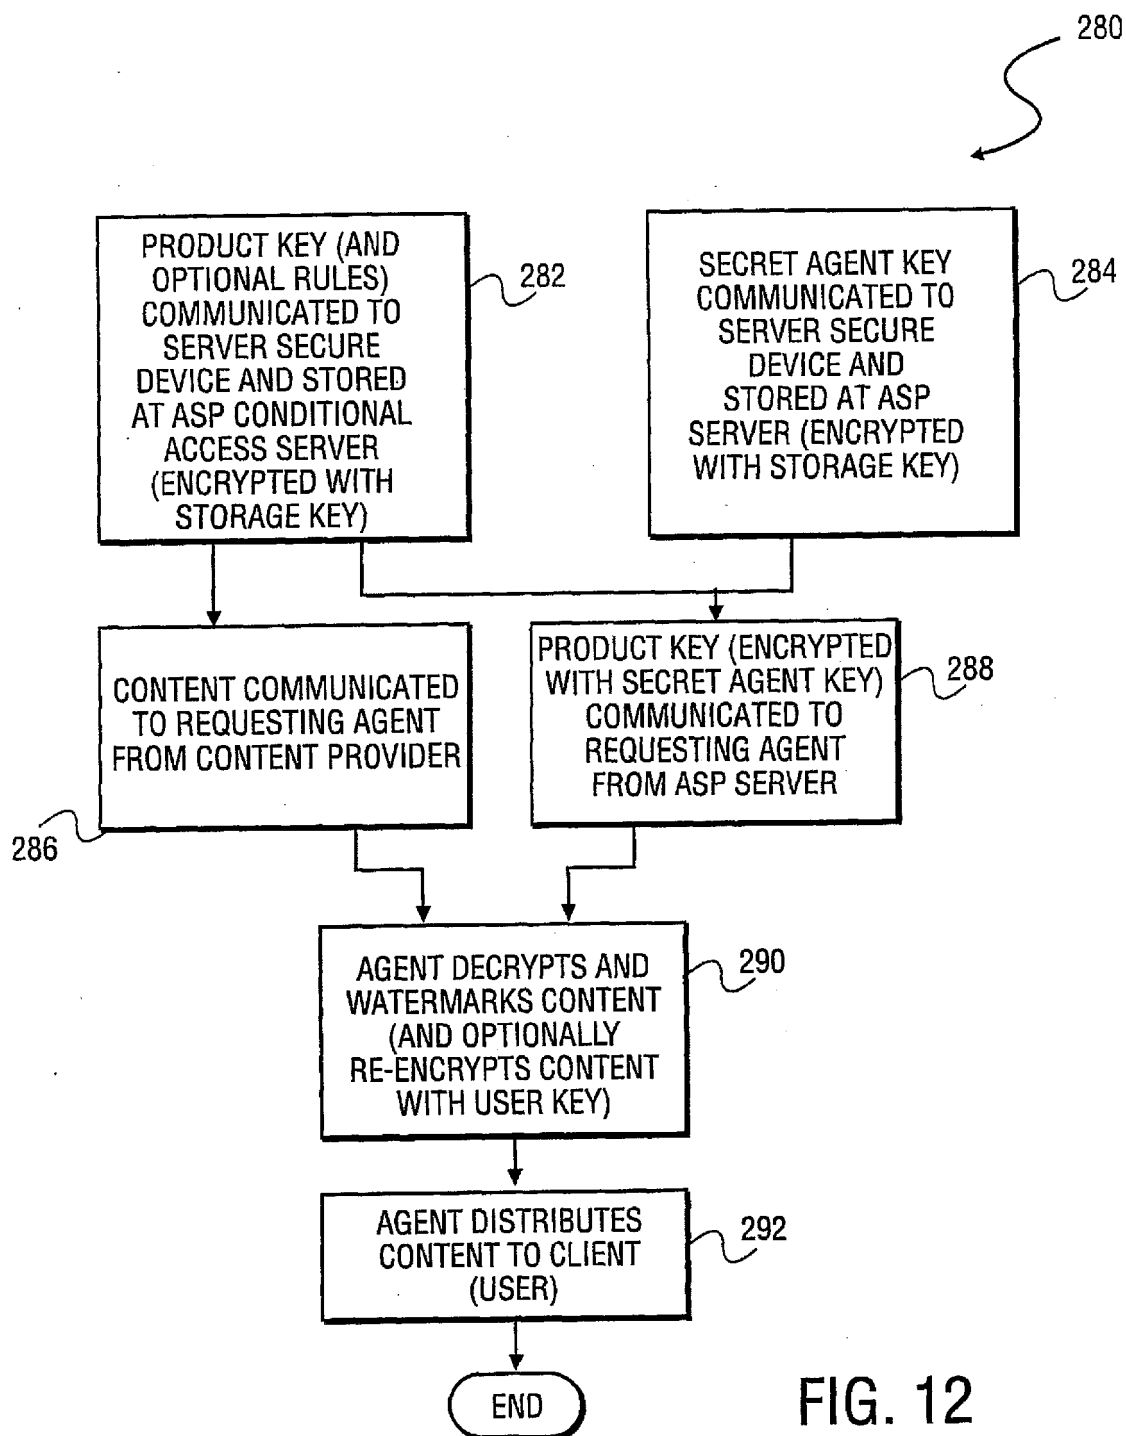 280
PRODUCT KEY (AND
OPTIONAL RULES)
COMMUNICATED TO
SERVER SECURE
DEVICE AND STORED
AT ASP CONDITIONAL
ACCESS SERVER
(ENCRYPTED WITH
STORAGE KEY)
282
SECRET AGENT KEY
COMMUNICATED TO
SERVER SECURE
DEVICE AND
STORED AT ASP
SERVER (ENCRYPTED
WITH STORAGE KEY)
284
CONTENT COMMUNICATED
TO REQUESTING AGENT
FROM CONTENT PROVIDER
286
PRODUCT KEY (ENCRYPTED
WITH SECRET AGENT KEY)
COMMUNICATED TO
REQUESTING AGENT
FROM ASP SERVER
288
AGENT DECRYPTS AND
WATERMARKS CONTENT
(AND OPTIONALLY
RE-ENCRYPTS CONTENT
WITH USER KEY)
290
AGENT DISTRIBUTES
CONTENT TO CLIENT
(USER)
292
END
FIG. 12